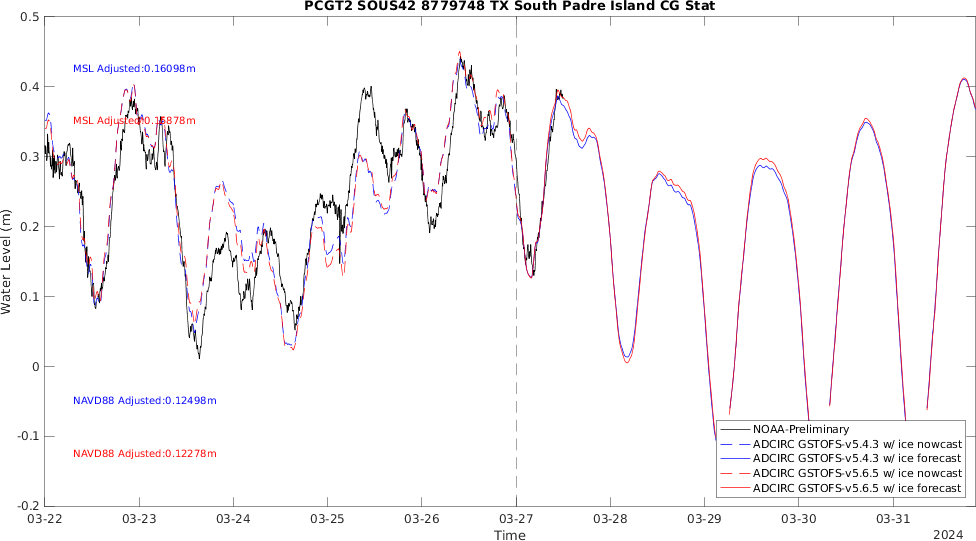 PCGT2 SOUS42 8779748 TX South Padre Island CG Stat
0.5
0.4
0.3
0.2
0.1
0
-0.1
-0.2
Water Level (m)
MSL Adjusted:0.16098m
MSL Adjusted:0.15878m
NAVD88 Adjusted:0.12498m
NAVD88 Adjusted:0.12278m
NOAA-Preliminary
ADCIRC GSTOFS-v5.4.3 w/ ice nowcast
ADCIRC GSTOFS-v5.4.3 w/ ice forecast
ADCIRC GSTOFS-v5.6.5 w/ ice nowcast
ADCIRC GSTOFS-v5.6.5 w/ ice forecast
03-22 03-23 03-24 03-25 03-26 03-27 03-28 03-29 03-30 03-31
Time
2024